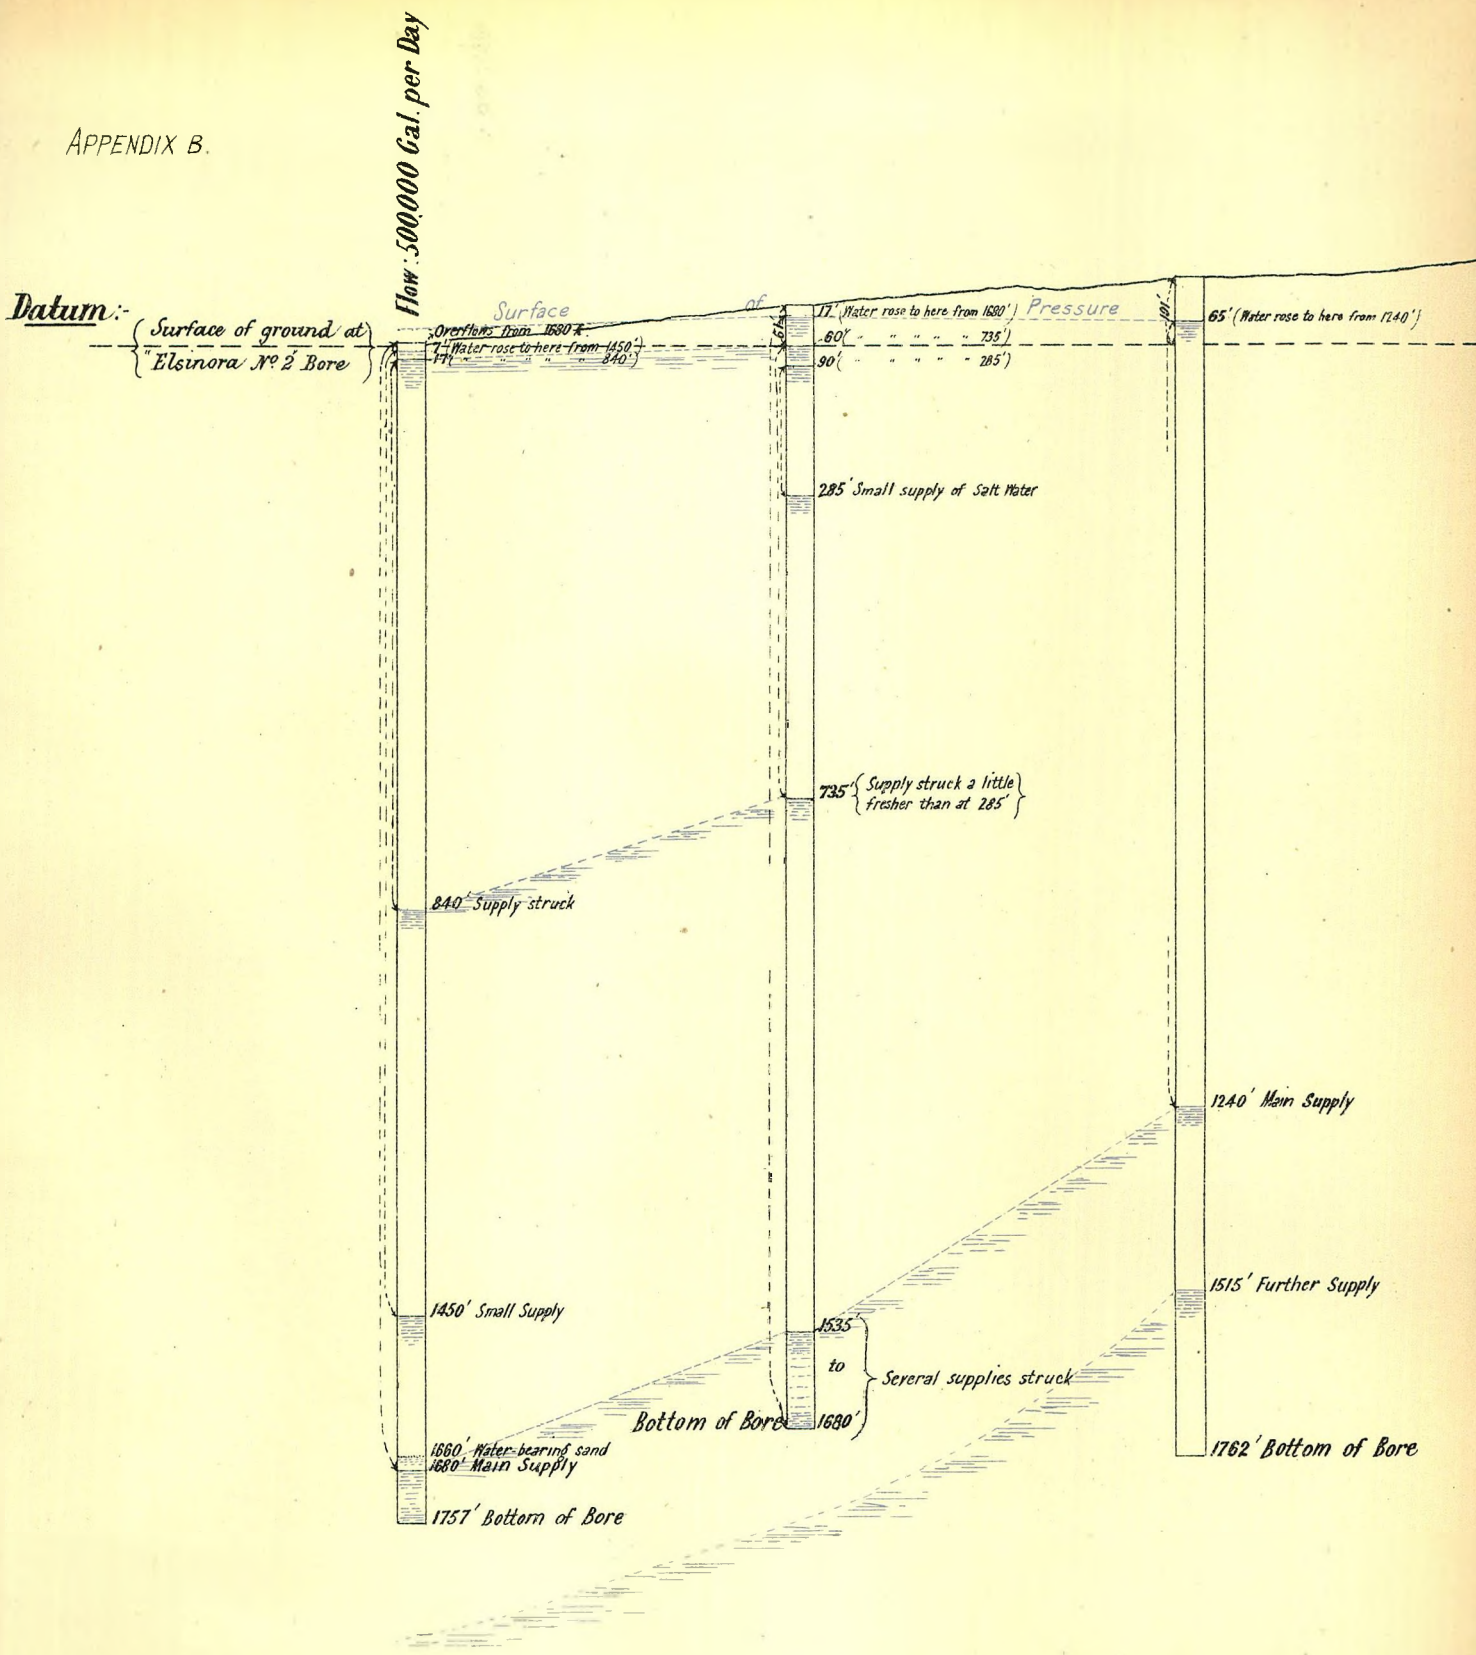 Flow: 500,000 Gal. per Day
APPENDIX B.
Datum:-
Surface of ground at
"Elsinora Nº 2" Bore
Surface of Pressure
Overflows from 1680 ft
7' (Water rose to here from 1450')
17' ( " " " " " 840')
840' Supply struck
1450' Small Supply
1660' Water-bearing sand
1680' Main Supply
1757' Bottom of Bore
17' (Water rose to here from 1680')
60' ( " " " " " 735')
90' ( " " " " " 285')
285' Small supply of Salt Water
735' { Supply struck a little
fresher than at 285' }
1535'
to
Several supplies struck
1680'
Bottom of Bore
101'
65' (Water rose to here from 1240')
1240' Main Supply
1515' Further Supply
1762' Bottom of Bore